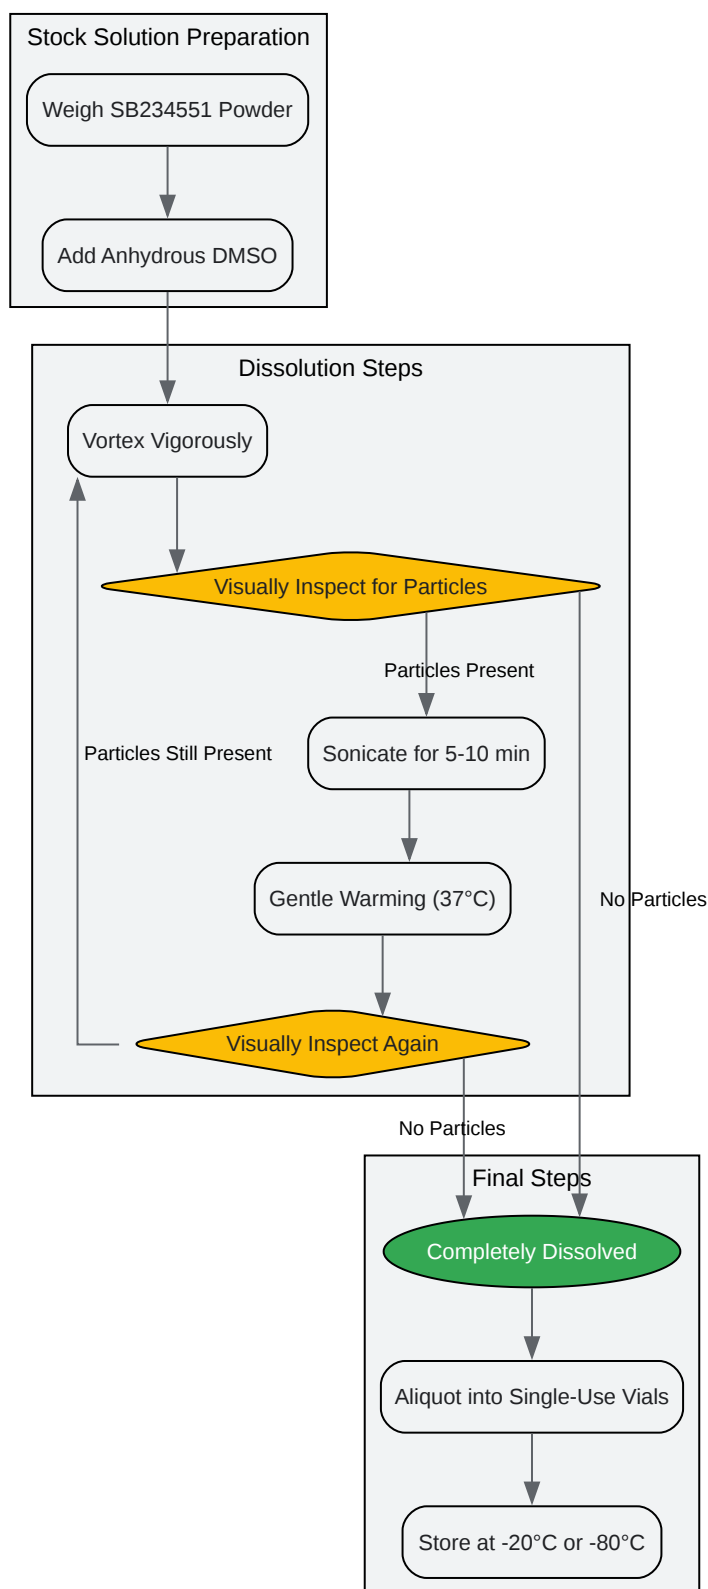 Stock Solution Preparation
Weigh SB234551 Powder
Add Anhydrous DMSO
Dissolution Steps
Vortex Vigorously
Visually Inspect for Particles
Particles Present
Sonicate for 5-10 min
Particles Still Present
Gentle Warming (37°C)
No Particles
Visually Inspect Again
No Particles
Final Steps
Completely Dissolved
Aliquot into Single-Use Vials
Store at -20°C or -80°C